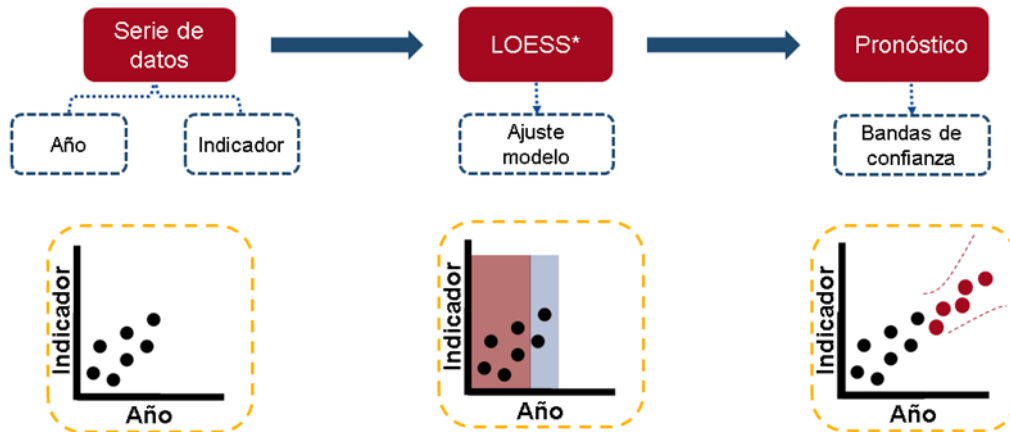 Serie de
datos
LOESS*
Pronóstico
Año
Indicador
Ajuste
modelo
Bandas de
confianza
Indicador
Año
Indicador
Año
Indicador
Año